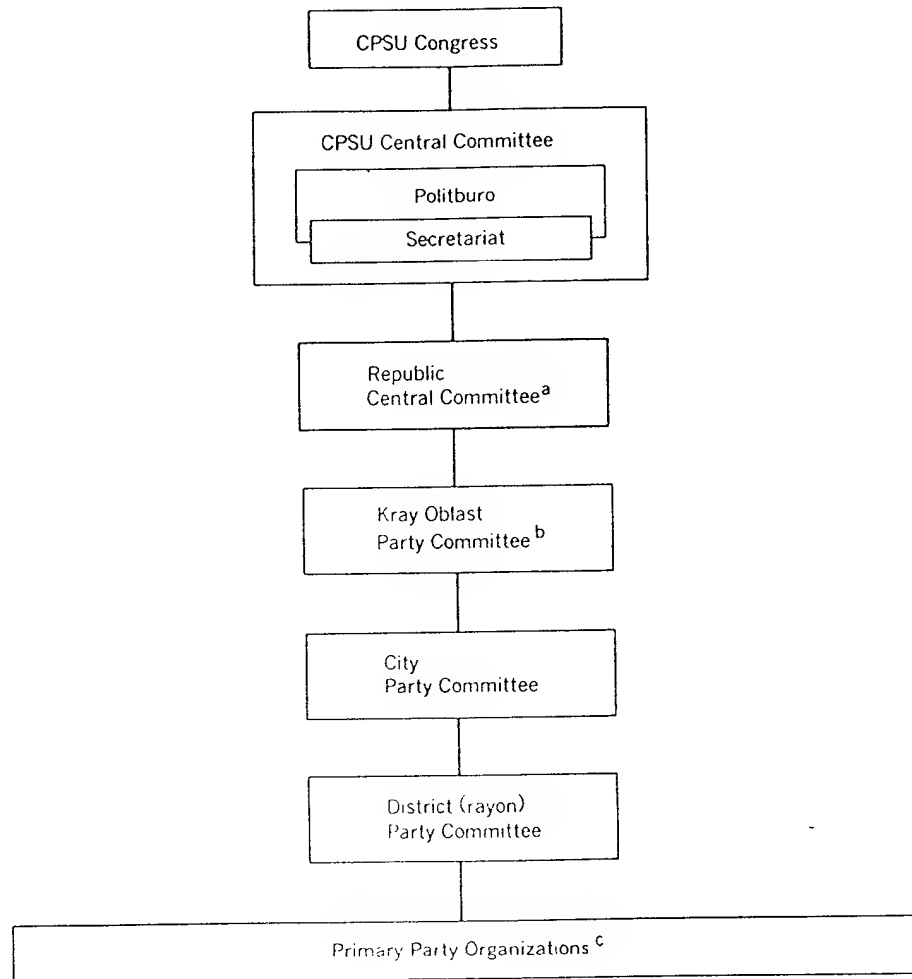 CPSU Congress
CPSU Central Committee
Politburo
Secretariat
Republic
Central Committee a
Kray Oblast
Party Committee b
City
Party Committee
District (rayon)
Party Committee
Primary Party Organizations c